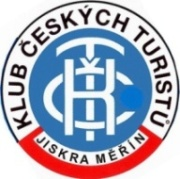 KLUB ČESKÝCH TURISTŮ
KČT
JISKRA MĚŘÍN